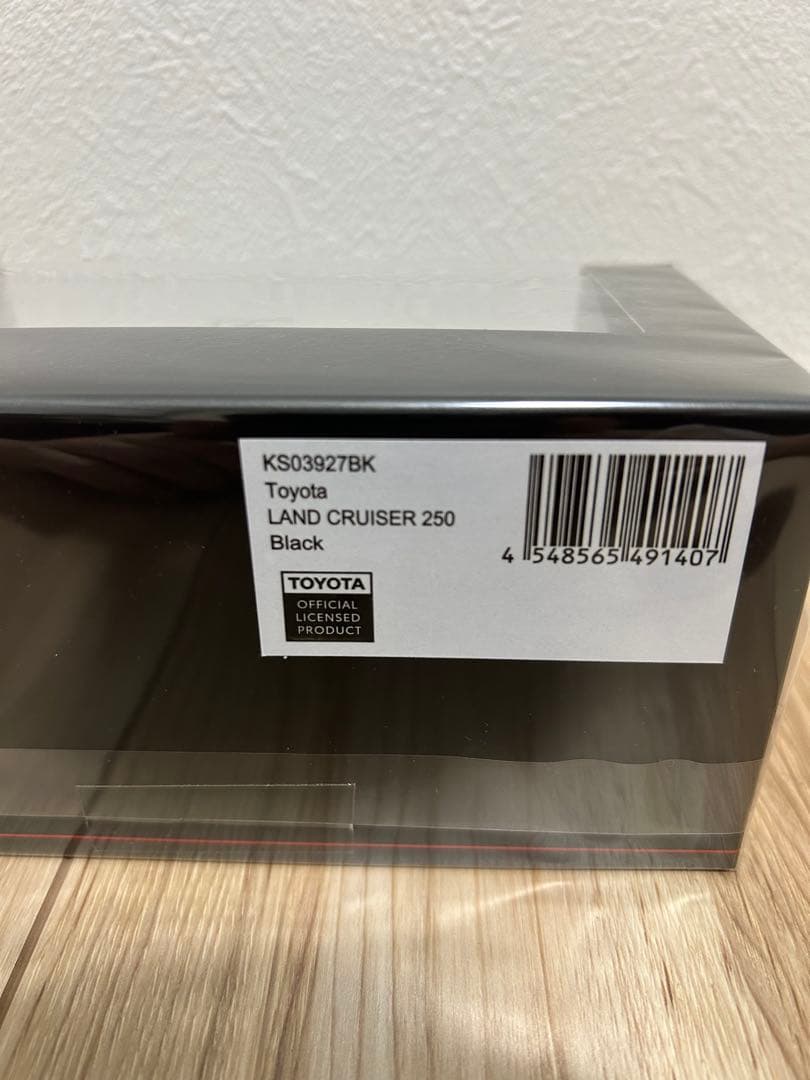 KS03927BK
Toyota
LAND CRUISER 250
Black
TOYOTA
OFFICIAL
LICENSED
PRODUCT
4 548565 491407